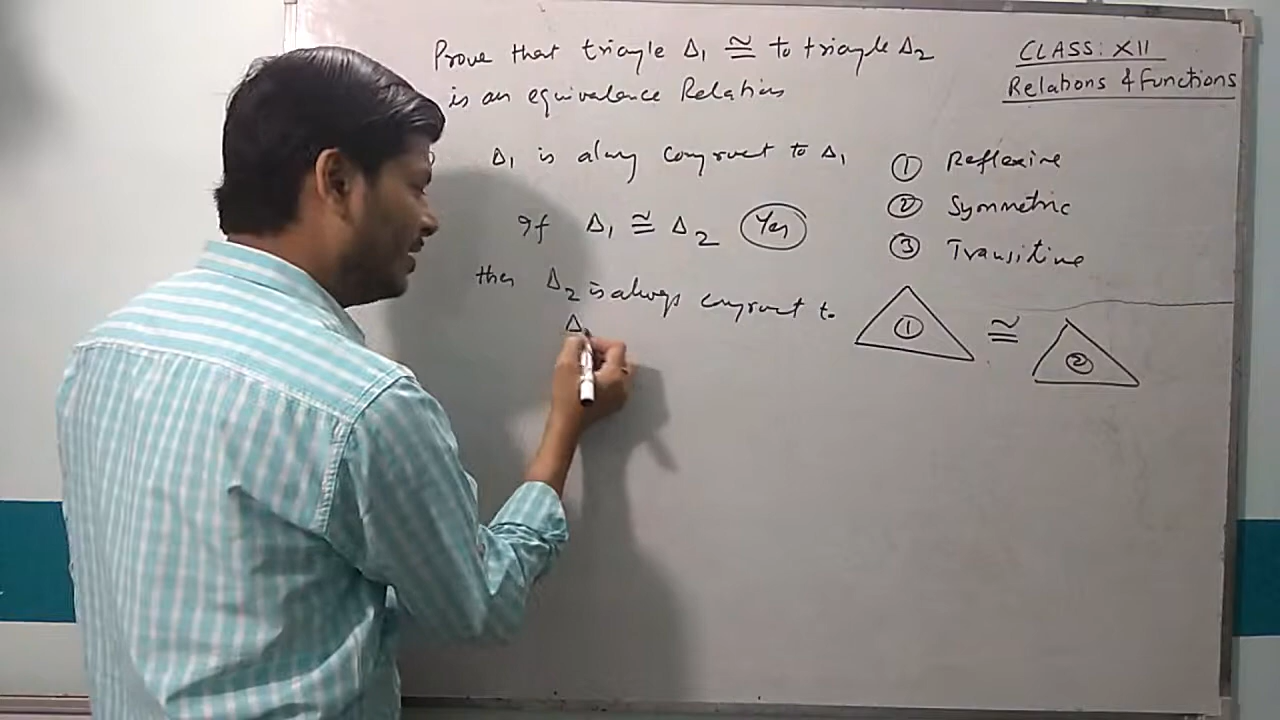 Prove that triangle Δ1 ≅ to triangle Δ2
is an equivalence Relation
Δ1 is alway congruent to Δ1
If Δ1 ≅ Δ2 Yes
then Δ2 is always congruent to
Δ
CLASS: XII
Relations & Functions
① Reflexive
② Symmetric
③ Transitive
① ≅ ②